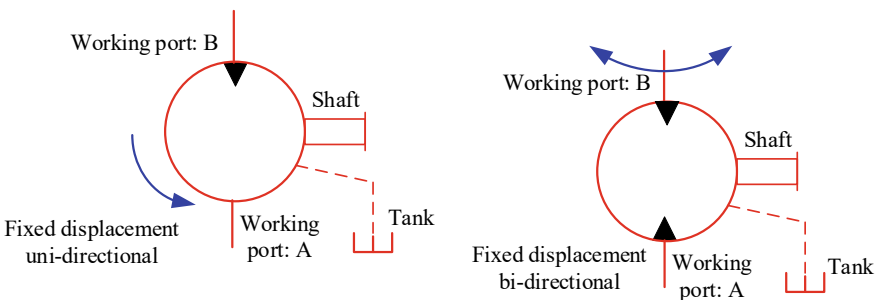 Working port: B
Shaft
Fixed displacement
uni-directional
Working
port: A
Tank
Working port: B
Shaft
Fixed displacement
bi-directional
Working
port: A
Tank